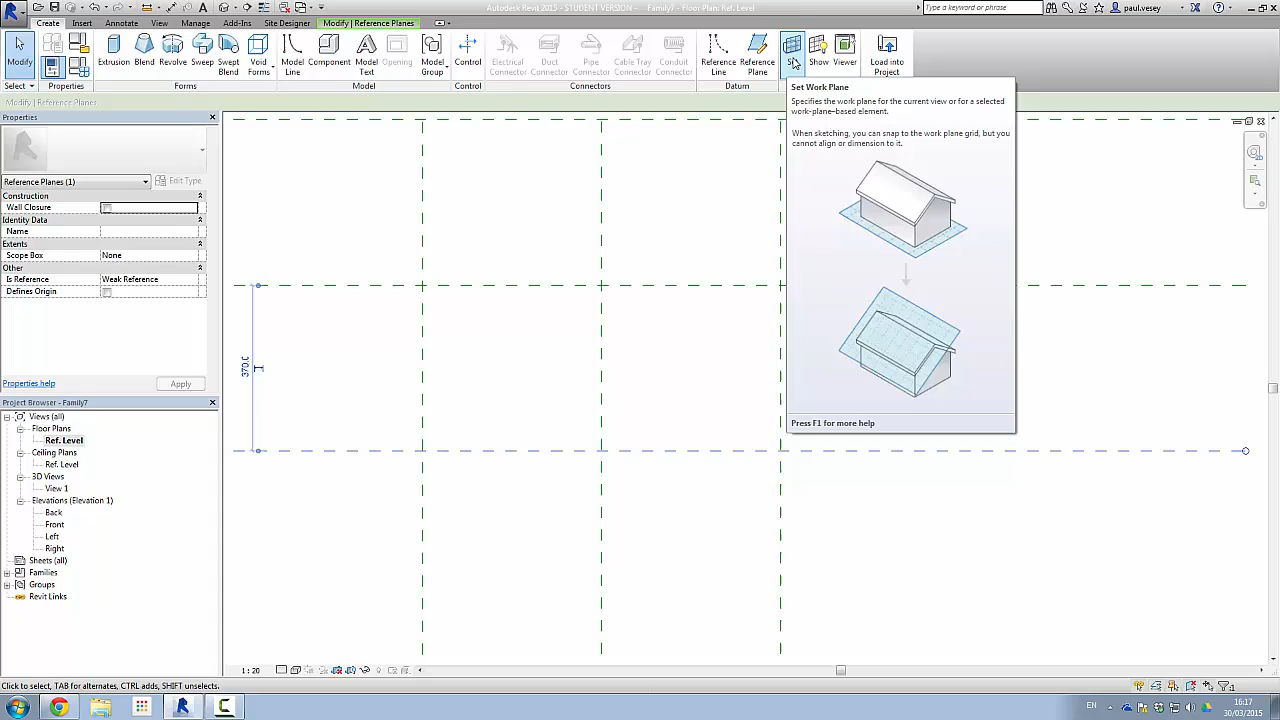 Autodesk Revit 2015 - STUDENT VERSION - Family7 - Floor Plan: Ref. Level
Type a keyword or phrase
paul.vesey
Create Insert Annotate View Manage Add-Ins Site Designer Modify | Reference Planes
Modify Extrusion Blend Revolve Sweep Swept Blend Void Forms Model Line Component Model Text Opening Model Group Control Electrical Connector Duct Connector Pipe Connector Cable Tray Connector Conduit Connector Reference Line Reference Plane Show Viewer Load into Project
Select Properties Forms Model Control Connectors Datum
Modify | Reference Planes
Set Work Plane
Specifies the work plane for the current view or for a selected
work-plane-based element.
When sketching, you can snap to the work plane grid, but you
cannot align or dimension to it.
Press F1 for more help
Properties
Reference Planes (1) Edit Type
Construction
Wall Closure
Identity Data
Name
Extents
Scope Box None
Other
Is Reference Weak Reference
Defines Origin
Properties help Apply
370.0
Project Browser - Family7
Views (all)
Floor Plans
Ref. Level
Ceiling Plans
Ref. Level
3D Views
View 1
Elevations (Elevation 1)
Back
Front
Left
Right
Sheets (all)
Families
Groups
Revit Links
1 : 20
Click to select, TAB for alternates, CTRL adds, SHIFT unselects.
:1
EN
16:17
30/03/2015